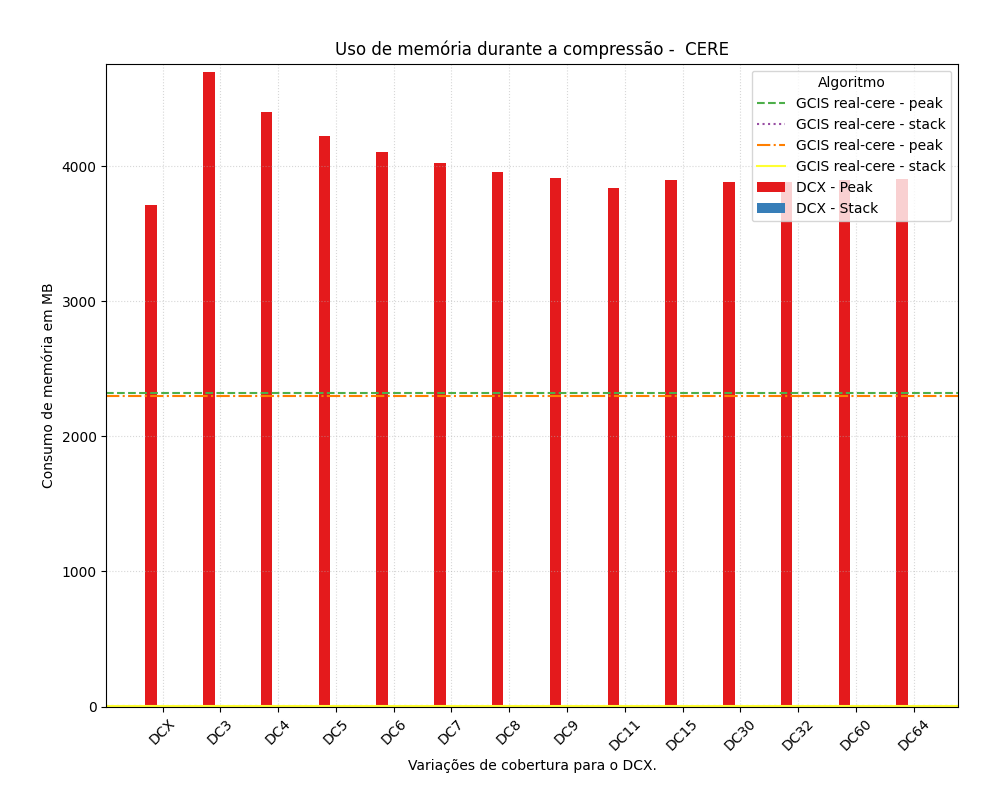 Uso de memória durante a compressão -  CERE
Algoritmo
GCIS real-cere - peak
GCIS real-cere - stack
GCIS real-cere - peak
GCIS real-cere - stack
DCX - Peak
DCX - Stack
Consumo de memória em MB
4000
3000
2000
1000
0
DCX DC3 DC4 DC5 DC6 DC7 DC8 DC9 DC11 DC15 DC30 DC32 DC60 DC64
Variações de cobertura para o DCX.